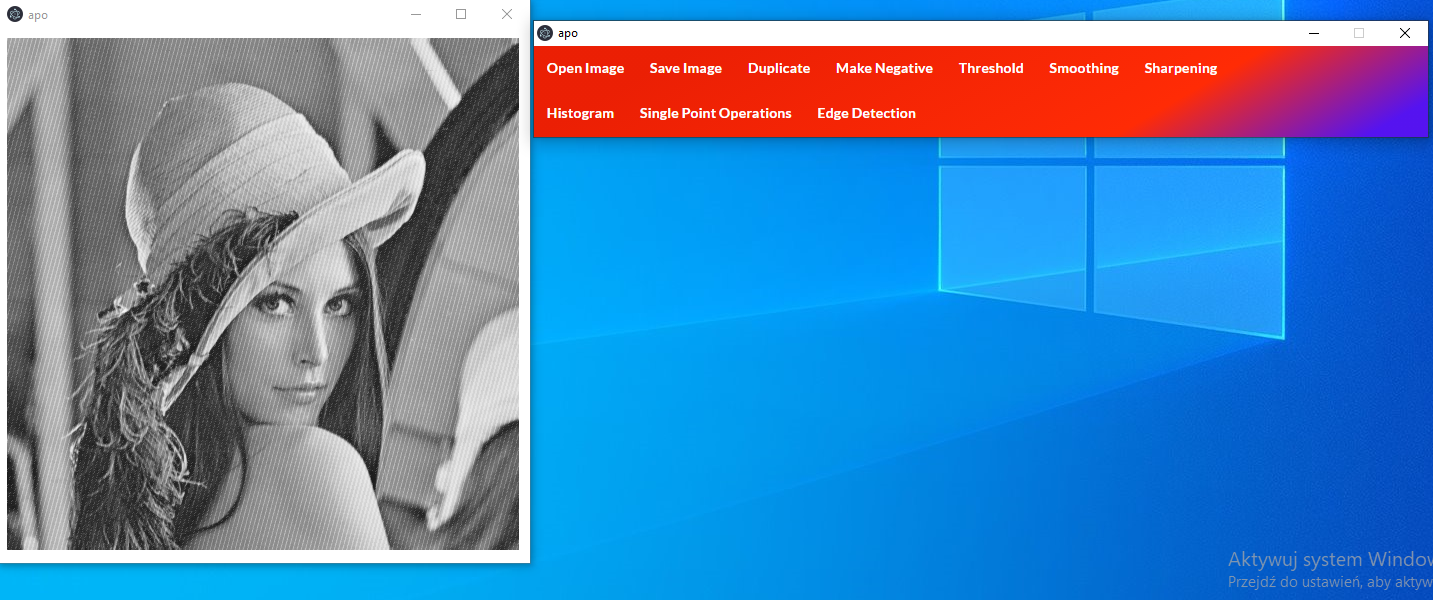 apo
apo
Open Image Save Image Duplicate Make Negative Threshold Smoothing Sharpening
Histogram Single Point Operations Edge Detection
Aktywuj system Window
Przejdź do ustawień, aby aktyw